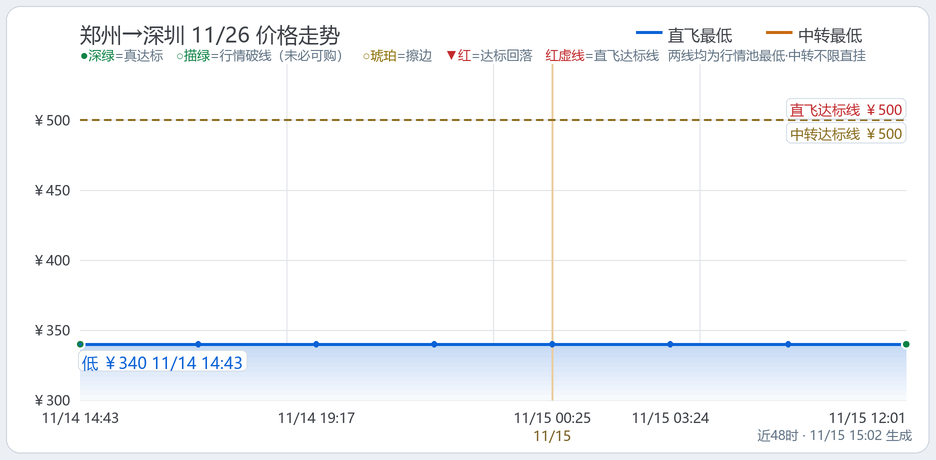 郑州→深圳 11/26 价格走势
直飞最低 中转最低
●深绿=真达标 ○描绿=行情破线（未必可购） ○琥珀=擦边 ▼红=达标回落 红虚线=直飞达标线 两线均为行情池最低·中转不限直挂
直飞达标线 ¥500
¥500
中转达标线 ¥500
¥450
¥400
¥350
低 ¥340 11/14 14:43
¥300
11/14 14:43 11/14 19:17 11/15 00:25 11/15 03:24 11/15 12:01
11/15
近48时 · 11/15 15:02 生成